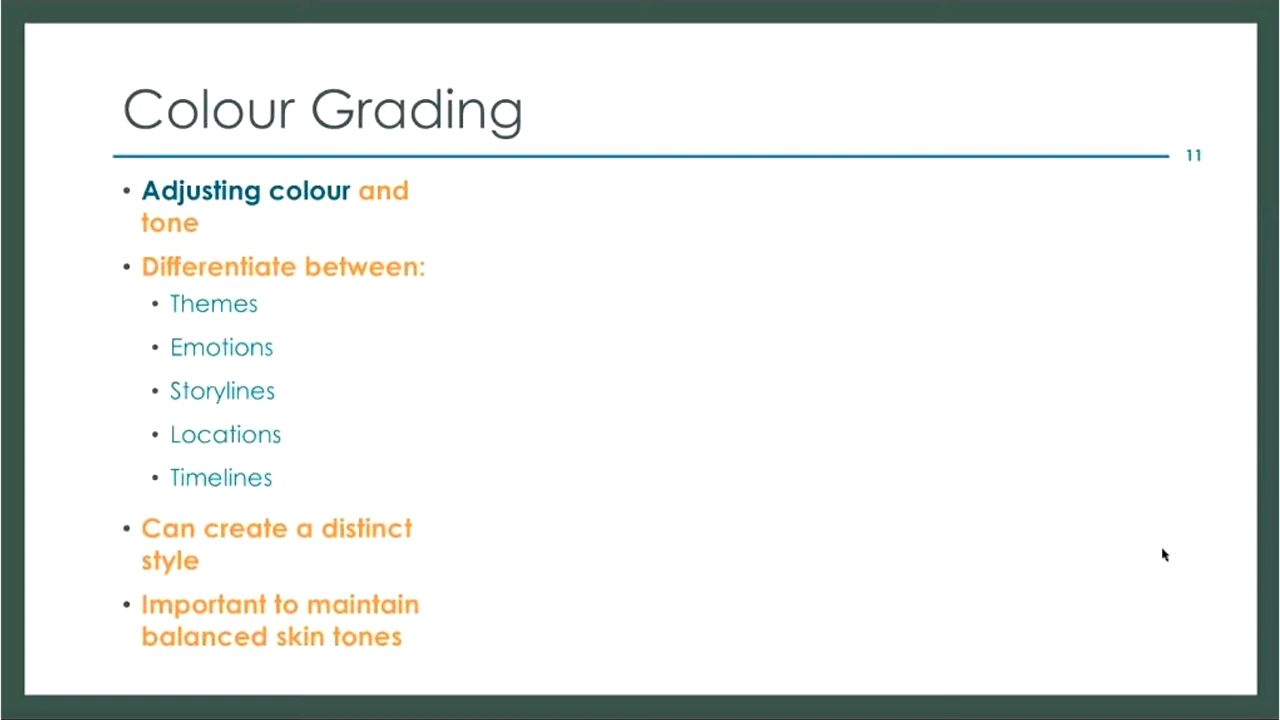 Colour Grading
11
• Adjusting colour and
tone
• Differentiate between:
• Themes
• Emotions
• Storylines
• Locations
• Timelines
• Can create a distinct
style
• Important to maintain
balanced skin tones